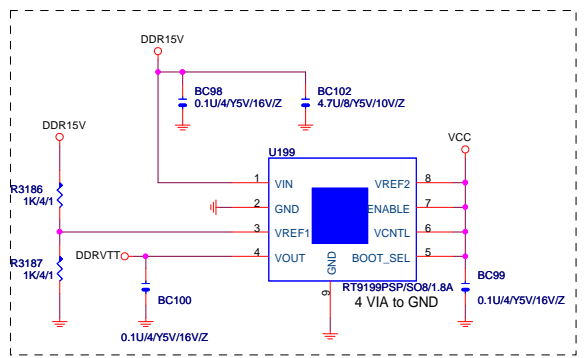 DDR15V
BC98
0.1U/4/Y5V/16V/Z
BC102
4.7U/8/Y5V/10V/Z
DDR15V
VCC
U199
R3186
1K/4/1
1
VIN
VREF2
8
2
GND
ENABLE
7
3
VREF1
VCNTL
6
R3187
1K/4/1
DDRVTT
4
VOUT
BOOT_SEL
5
GND
9
BC99
0.1U/4/Y5V/16V/Z
RT9199PSP/SO8/1.8A
4 VIA to GND
BC100
0.1U/4/Y5V/16V/Z